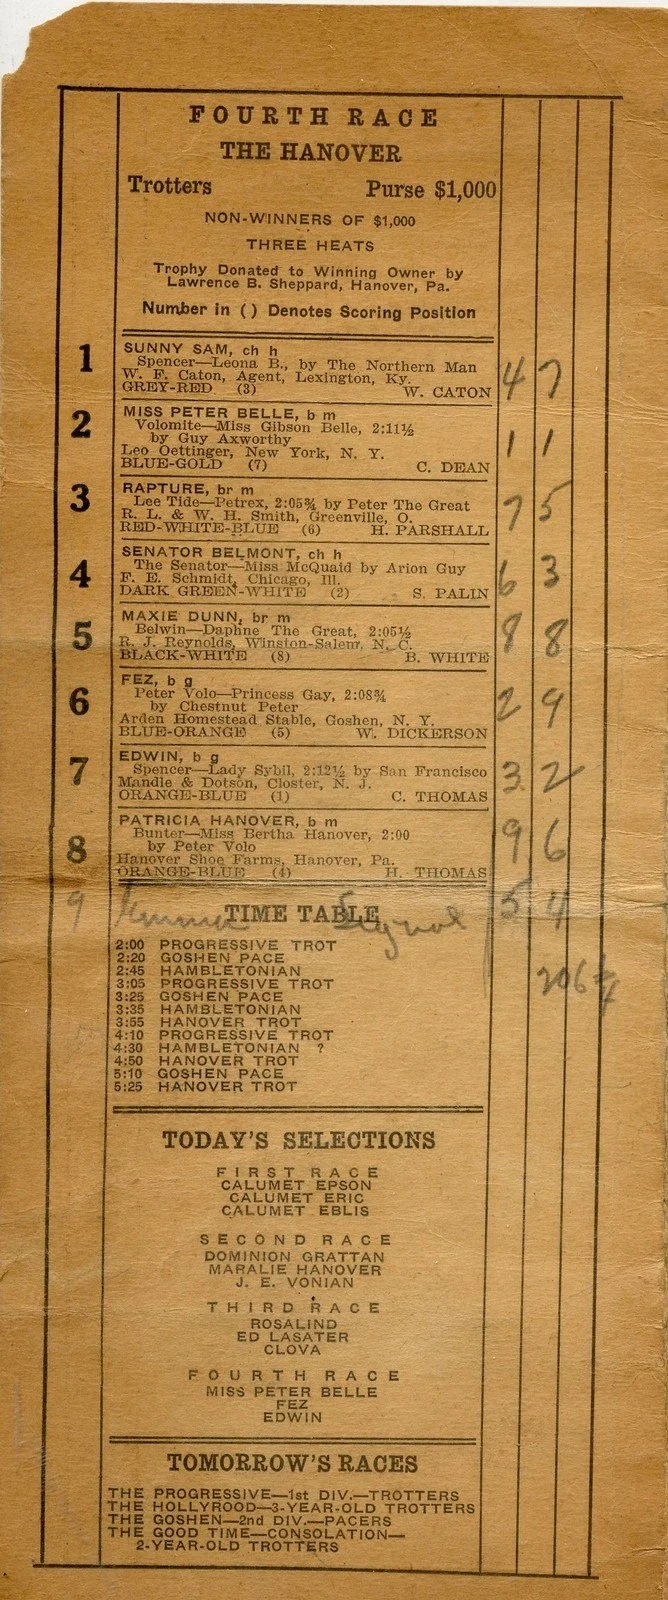 FOURTH RACE
THE HANOVER
Trotters Purse $1,000
NON-WINNERS OF $1,000
THREE HEATS
Trophy Donated to Winning Owner by
Lawrence B. Sheppard, Hanover, Pa.
Number in ( ) Denotes Scoring Position
1 SUNNY SAM, ch h 4 7
Spencer—Leona B., by The Northern Man
W. F. Caton, Agent, Lexington, Ky.
GREY-RED (3) W. CATON
2 MISS PETER BELLE, b m 1 1
Volomite—Miss Gibson Belle, 2:11½
by Guy Axworthy
Leo Oettinger, New York, N. Y.
BLUE-GOLD (7) C. DEAN
3 RAPTURE, br m 7 5
Lee Tide—Petrex, 2:05¾ by Peter The Great
R. L. & W. H. Smith, Greenville, O.
RED-WHITE-BLUE (6) H. PARSHALL
4 SENATOR BELMONT, ch h 6 3
The Senator—Miss McQuaid by Arion Guy
F. E. Schmidt, Chicago, Ill.
DARK GREEN-WHITE (2) S. PALIN
5 MAXIE DUNN, br m 8 8
Belwin—Daphne The Great, 2:05½
R. J. Reynolds, Winston-Salem, N. C.
BLACK-WHITE (8) B. WHITE
6 FEZ, b g 2 9
Peter Volo—Princess Gay, 2:08¾
by Chestnut Peter
Arden Homestead Stable, Goshen, N. Y.
BLUE-ORANGE (5) W. DICKERSON
7 EDWIN, b g 3 2
Spencer—Lady Sybil, 2:12½ by San Francisco
Mandle & Dotson, Closter, N. J.
ORANGE-BLUE (1) C. THOMAS
8 PATRICIA HANOVER, b m 9 6
Bunter—Miss Bertha Hanover, 2:00
by Peter Volo
Hanover Shoe Farms, Hanover, Pa.
ORANGE-BLUE (4) H. THOMAS
9 Signal 5 4
TIME TABLE
2:00 PROGRESSIVE TROT
2:20 GOSHEN PACE
2:45 HAMBLETONIAN
3:05 PROGRESSIVE TROT
3:25 GOSHEN PACE
3:35 HAMBLETONIAN
3:55 HANOVER TROT
4:10 PROGRESSIVE TROT
4:30 HAMBLETONIAN ?
4:50 HANOVER TROT
5:10 GOSHEN PACE
5:25 HANOVER TROT
TODAY'S SELECTIONS
FIRST RACE
CALUMET EPSON
CALUMET ERIC
CALUMET EBLIS
SECOND RACE
DOMINION GRATTAN
MARALIE HANOVER
J. E. VONIAN
THIRD RACE
ROSALIND
ED LASATER
CLOVA
FOURTH RACE
MISS PETER BELLE
FEZ
EDWIN
TOMORROW'S RACES
THE PROGRESSIVE—1st DIV.—TROTTERS
THE HOLLYROOD—3-YEAR-OLD TROTTERS
THE GOSHEN—2nd DIV.—PACERS
THE GOOD TIME—CONSOLATION—
2-YEAR-OLD TROTTERS